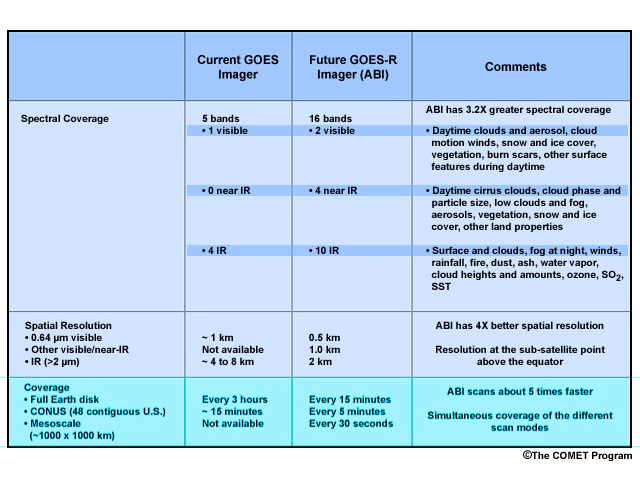 Current GOES Imager
Future GOES-R Imager (ABI)
Comments
Spectral Coverage
5 bands
16 bands
ABI has 3.2X greater spectral coverage
• 1 visible
• 2 visible
• Daytime clouds and aerosol, cloud
motion winds, snow and ice cover,
vegetation, burn scars, other surface
features during daytime
• 0 near IR
• 4 near IR
• Daytime cirrus clouds, cloud phase and
particle size, low clouds and fog,
aerosols, vegetation, snow and ice
cover, other land properties
• 4 IR
• 10 IR
• Surface and clouds, fog at night, winds,
rainfall, fire, dust, ash, water vapor,
cloud heights and amounts, ozone, SO2,
SST
Spatial Resolution
ABI has 4X better spatial resolution
• 0.64 µm visible
~ 1 km
0.5 km
• Other visible/near-IR
Not available
1.0 km
Resolution at the sub-satellite point
above the equator
• IR (>2 µm)
~ 4 to 8 km
2 km
Coverage
ABI scans about 5 times faster
• Full Earth disk
Every 3 hours
Every 15 minutes
• CONUS (48 contiguous U.S.)
~ 15 minutes
Every 5 minutes
Simultaneous coverage of the different
scan modes
• Mesoscale
(~1000 x 1000 km)
Not available
Every 30 seconds
©The COMET Program